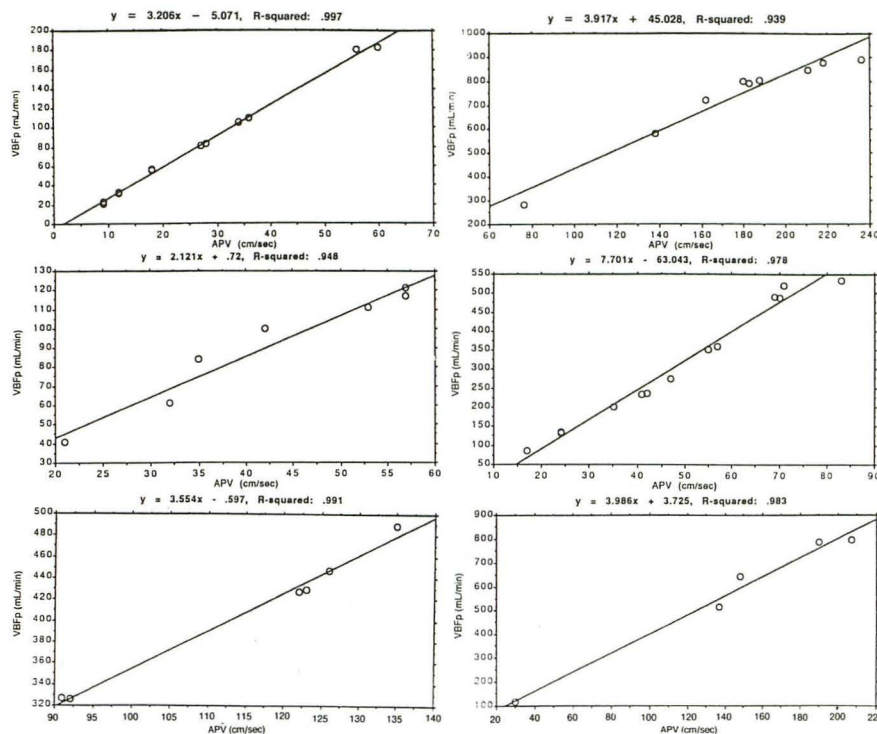 y = 3.206x - 5.071, R-squared: .997
200
180
160
140
120
100
80
60
40
20
0
VBFp (mL/min)
0 10 20 30 40 50 60 70
APV (cm/sec)
y = 3.917x + 45.028, R-squared: .939
1000
900
800
700
600
500
400
300
200
VBFp (mL/min)
60 80 100 120 140 160 180 200 220 240
APV (cm/sec)
y = 2.121x + .72, R-squared: .948
130
120
110
100
90
80
70
60
50
40
30
VBFp (mL/min)
20 25 30 35 40 45 50 55 60
APV (cm/sec)
y = 7.701x - 63.043, R-squared: .978
550
500
450
400
350
300
250
200
150
100
50
VBFp (mL/min)
10 20 30 40 50 60 70 80 90
APV (cm/sec)
y = 3.554x - .597, R-squared: .991
500
480
460
440
420
400
380
360
340
320
VBFp (mL/min)
90 95 100 105 110 115 120 125 130 135 140
APV (cm/sec)
y = 3.986x + 3.725, R-squared: .983
900
800
700
600
500
400
300
200
100
VBFp (mL/min)
20 40 60 80 100 120 140 160 180 200 220
APV (cm/sec)